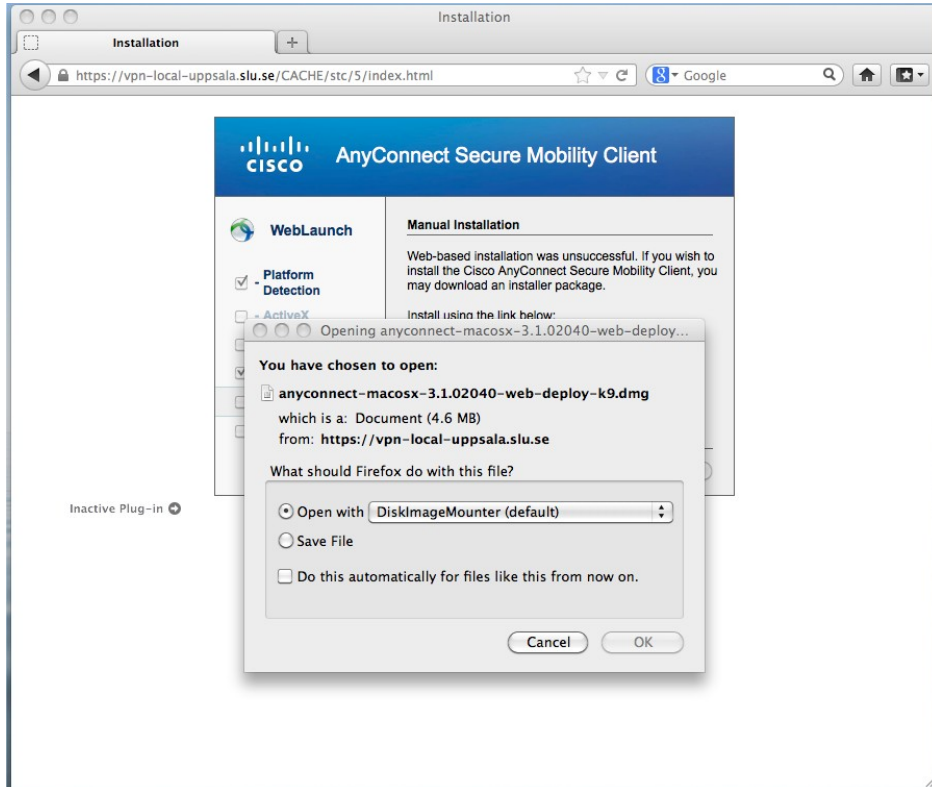 Installation
Installation
https://vpn-local-uppsala.slu.se/CACHE/stc/5/index.html
Google
CISCO
AnyConnect Secure Mobility Client
WebLaunch
Manual Installation
Web-based installation was unsuccessful. If you wish to
install the Cisco AnyConnect Secure Mobility Client, you
may download an installer package.
- Platform
Detection
- ActiveX
Install using the link below:
Opening anyconnect-macosx-3.1.02040-web-deploy...
You have chosen to open:
anyconnect-macosx-3.1.02040-web-deploy-k9.dmg
which is a: Document (4.6 MB)
from: https://vpn-local-uppsala.slu.se
What should Firefox do with this file?
Inactive Plug-in
Open with DiskImageMounter (default)
Save File
Do this automatically for files like this from now on.
Cancel
OK